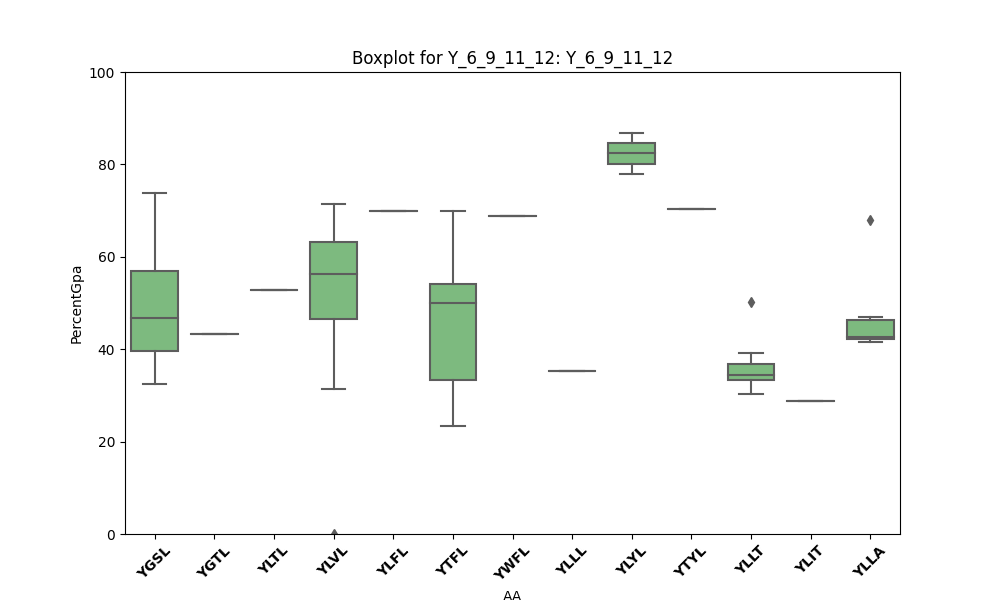 Boxplot for Y_6_9_11_12: Y_6_9_11_12
100
80
60
40
20
0
PercentGpa
YGSL
YGTL
YLTL
YLVL
YLFL
YTFL
YWFL
YLLL
YLYL
YTYL
YLLT
YLIT
YLLA
AA